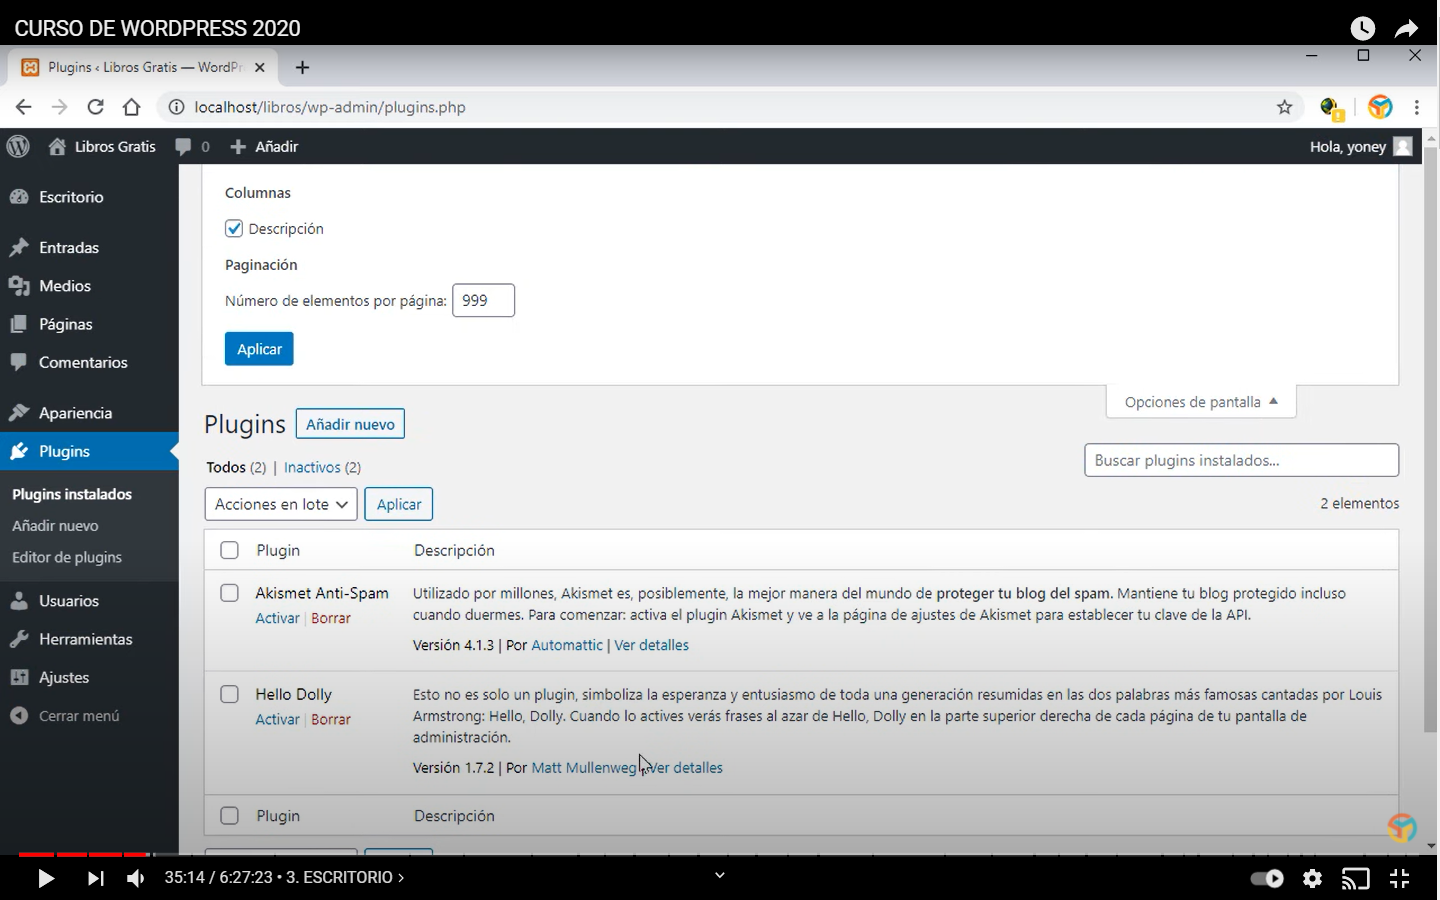 CURSO DE WORDPRESS 2020
Plugins ‹ Libros Gratis — WordPr
localhost/libros/wp-admin/plugins.php
Libros Gratis
0
Añadir
Hola, yoney
Escritorio
Entradas
Medios
Páginas
Comentarios
Apariencia
Plugins
Plugins instalados
Añadir nuevo
Editor de plugins
Usuarios
Herramientas
Ajustes
Cerrar menú
Columnas
Descripción
Paginación
Número de elementos por página: 999
Aplicar
Opciones de pantalla
Plugins Añadir nuevo
Todos (2) | Inactivos (2)
Buscar plugins instalados...
Acciones en lote Aplicar
2 elementos
Plugin Descripción
Akismet Anti-Spam
Activar | Borrar
Utilizado por millones, Akismet es, posiblemente, la mejor manera del mundo de proteger tu blog del spam. Mantiene tu blog protegido incluso
cuando duermes. Para comenzar: activa el plugin Akismet y ve a la página de ajustes de Akismet para establecer tu clave de la API.
Versión 4.1.3 | Por Automattic | Ver detalles
Hello Dolly
Activar | Borrar
Esto no es solo un plugin, simboliza la esperanza y entusiasmo de toda una generación resumidas en las dos palabras más famosas cantadas por Louis
Armstrong: Hello, Dolly. Cuando lo actives verás frases al azar de Hello, Dolly en la parte superior derecha de cada página de tu pantalla de
administración.
Versión 1.7.2 | Por Matt Mullenweg | Ver detalles
Plugin Descripción
35:14 / 6:27:23 • 3. ESCRITORIO >